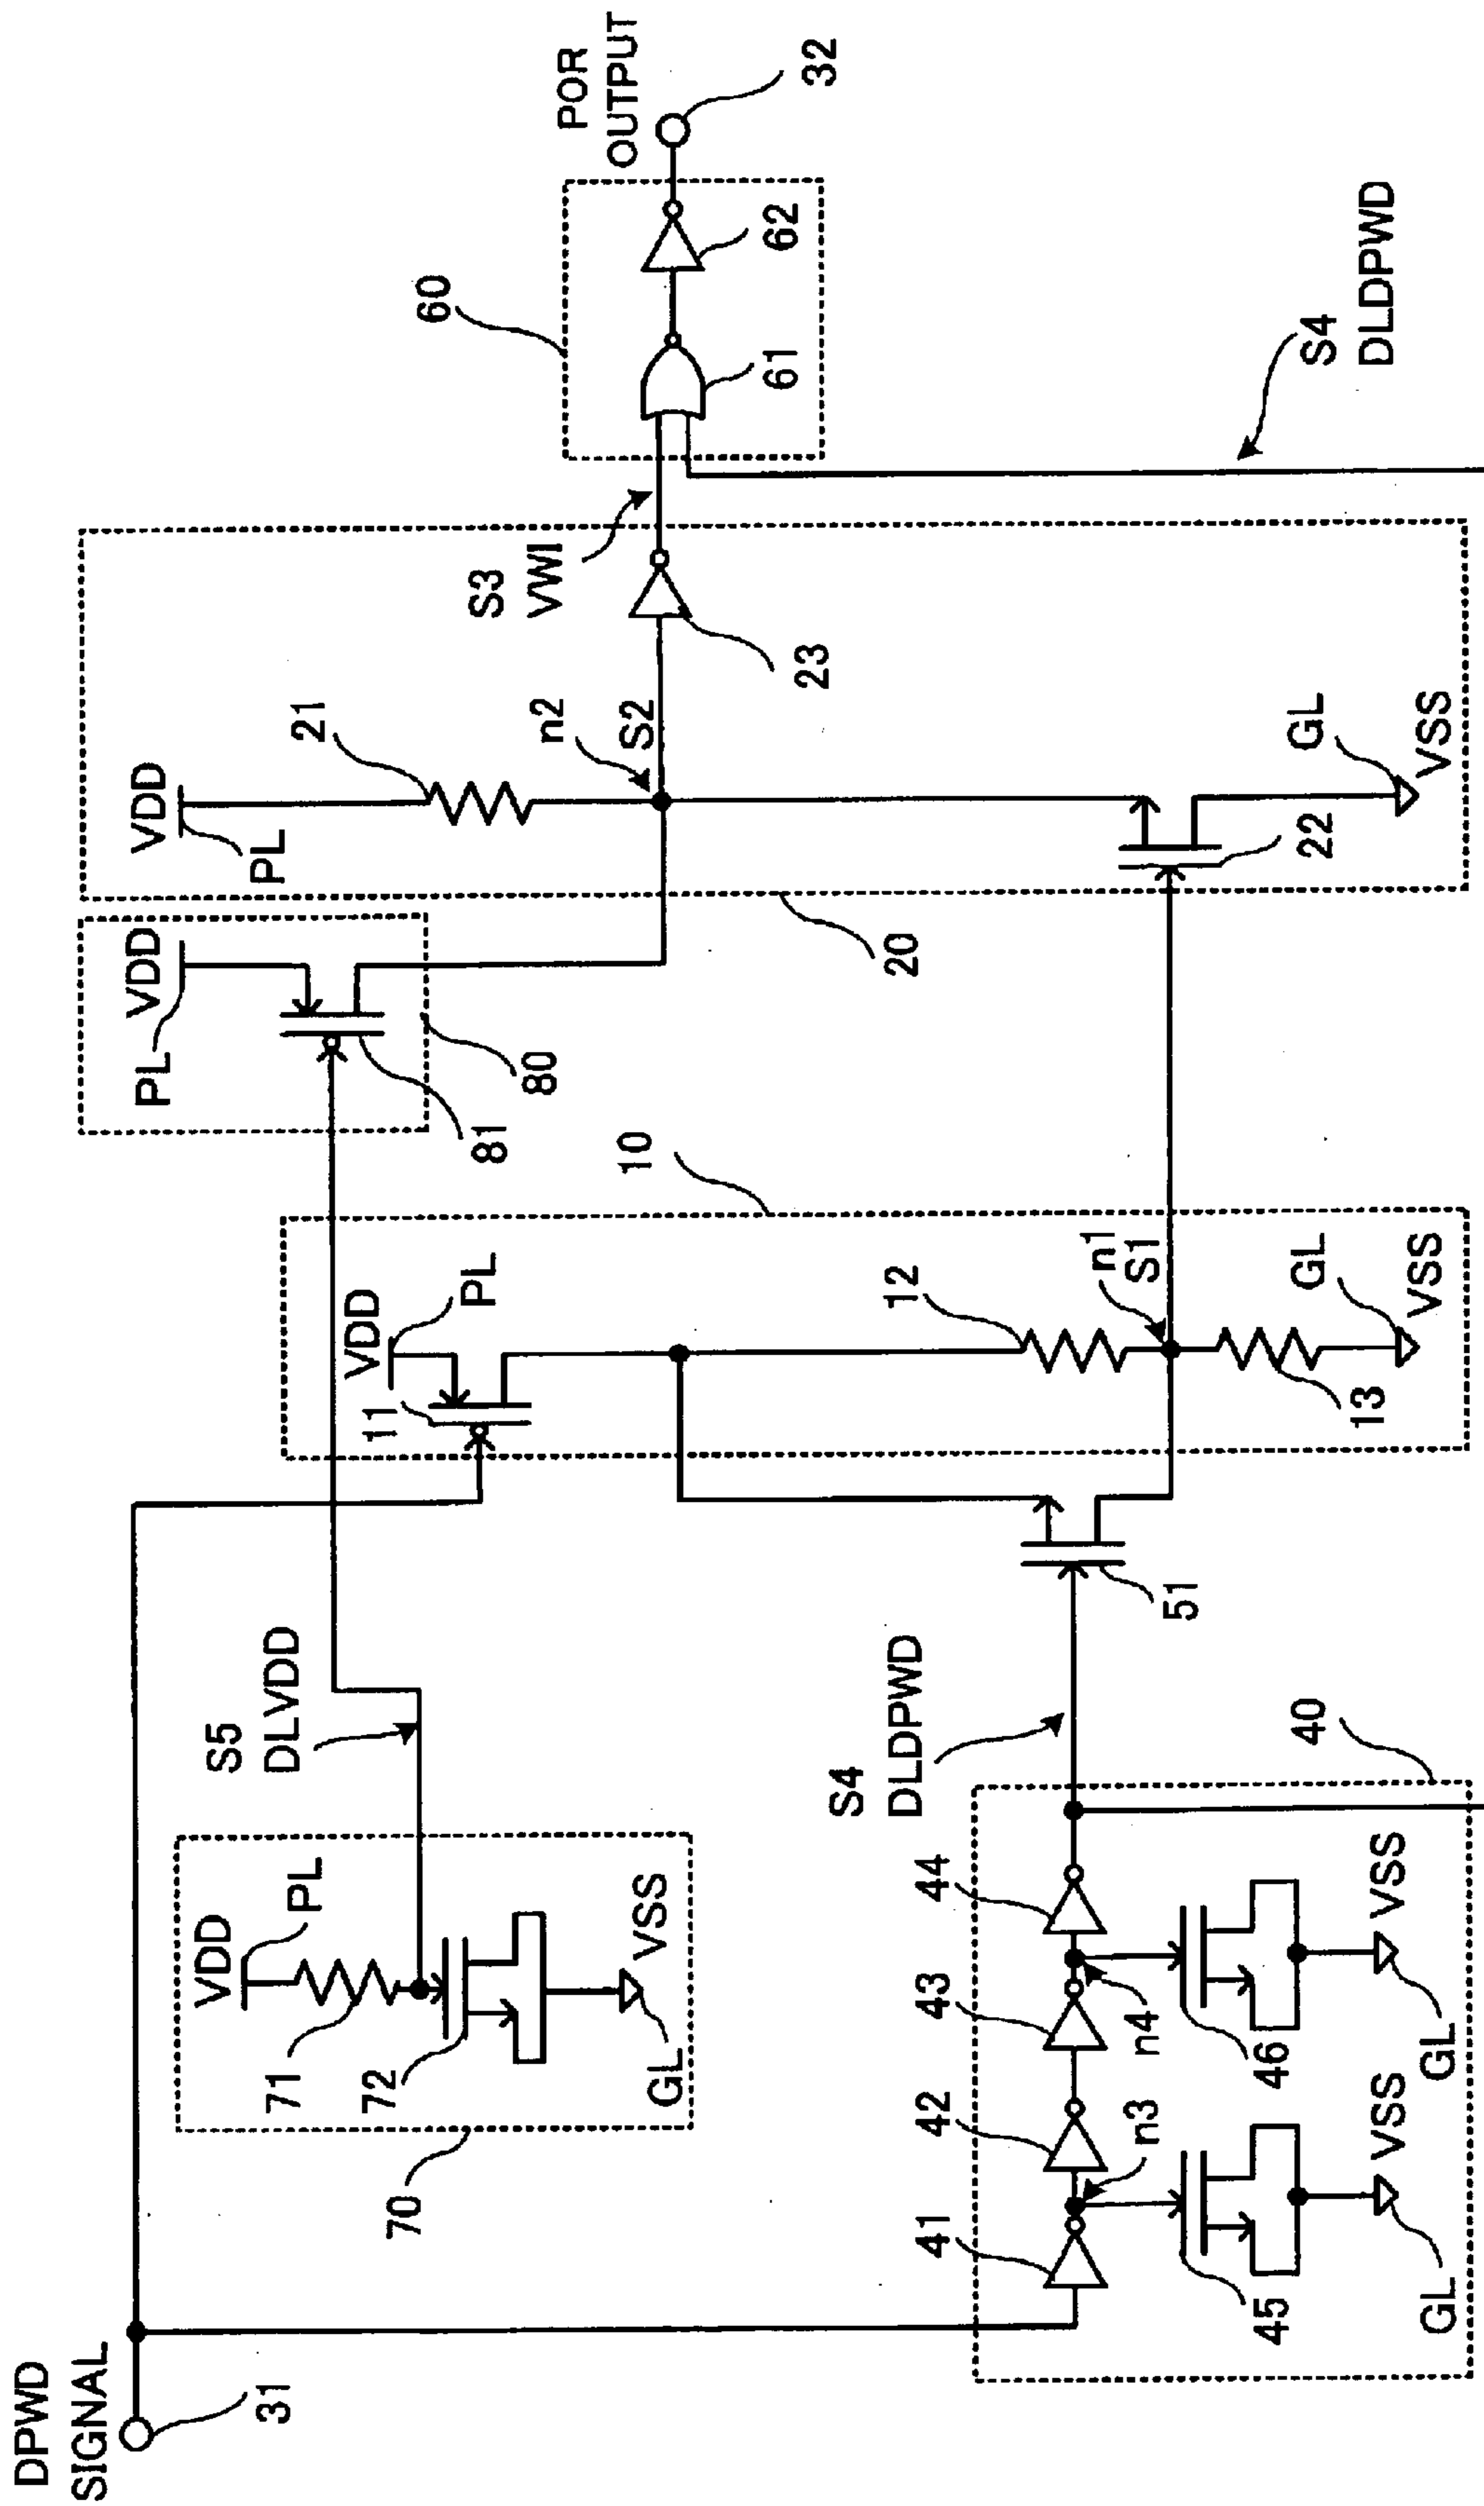 DPWD
SIGNAL
31
S5
DLVDD
VDD
PL
71
72
70
GL
VSS
S4
DLDPWD
41
42
43
44
n3
n4
45
46
GL
VSS
GL
VSS
40
51
10
VDD
PL
11
12
n1
S1
13
GL
VSS
VDD
PL
81
80
20
VDD
PL
21
n2
S2
S3
VWI
23
22
GL
VSS
60
61
62
POR
OUTPUT
32
S4
DLDPWD